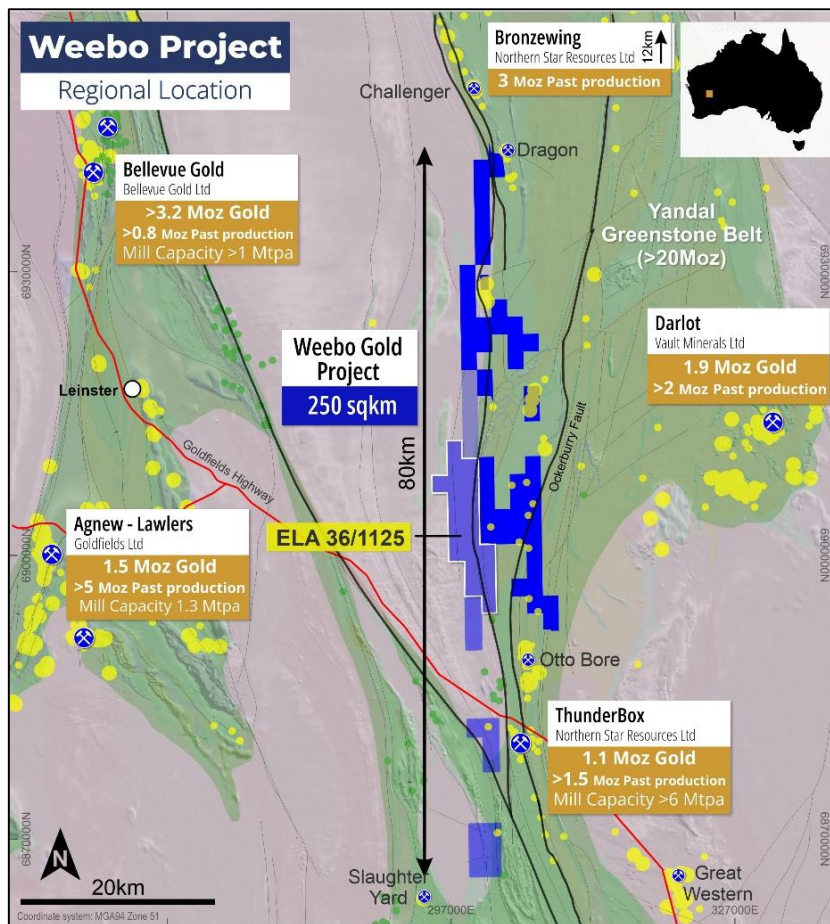 Weebo Project
Regional Location
Bronzewing
Northern Star Resources Ltd
3 Moz Past production
12km
Challenger
Dragon
Bellevue Gold
Bellevue Gold Ltd
>3.2 Moz Gold
>0.8 Moz Past production
Mill Capacity >1 Mtpa
Yandal
Greenstone Belt
(>20Moz)
6930000N
6930000N
Darlot
Vault Minerals Ltd
1.9 Moz Gold
>2 Moz Past production
Weebo Gold
Project
250 sqkm
Leinster
Goldfields Highway
80km
Ockerburry Fault
Agnew - Lawlers
Goldfields Ltd
1.5 Moz Gold
>5 Moz Past production
Mill Capacity 1.3 Mtpa
ELA 36/1125
6900000N
6900000N
Otto Bore
ThunderBox
Northern Star Resources Ltd
1.1 Moz Gold
>1.5 Moz Past production
Mill Capacity >6 Mtpa
6870000N
6870000N
N
20km
Coordinate system: MGA94 Zone 51
Slaughter
Yard
297000E
Great
Western
327000E